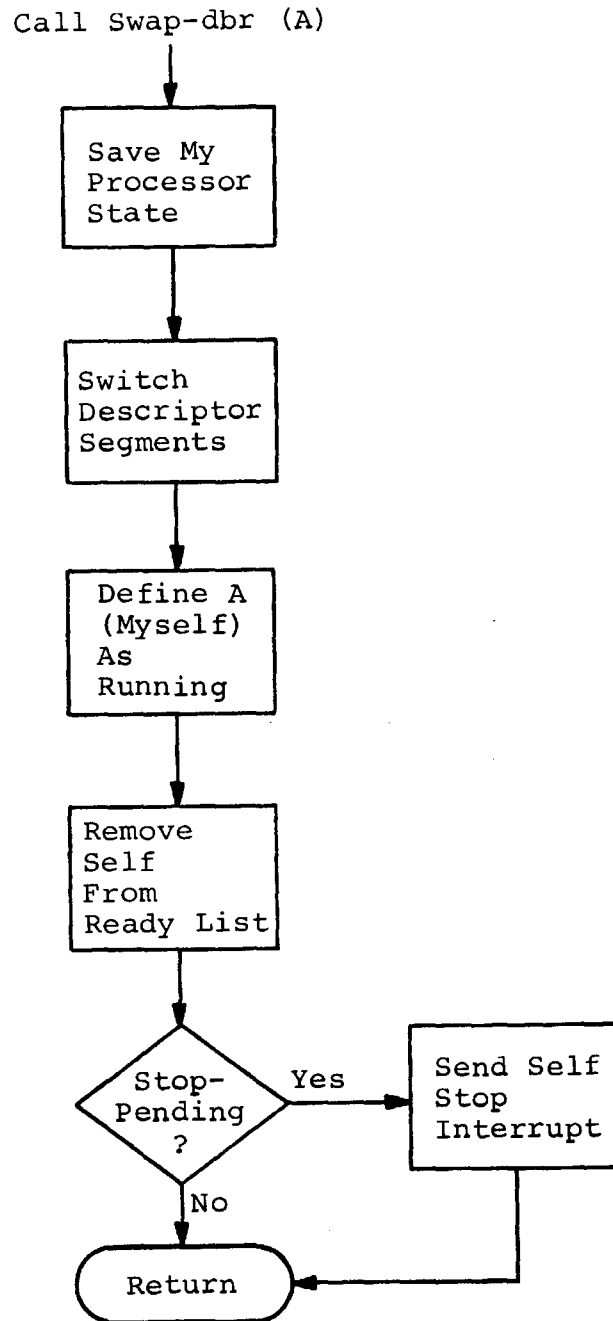 Call Swap-dbr (A)
Save My
Processor
State
Switch
Descriptor
Segments
Define A
(Myself)
As
Running
Remove
Self
From
Ready List
Stop-
Pending
?
Yes
Send Self
Stop
Interrupt
No
Return